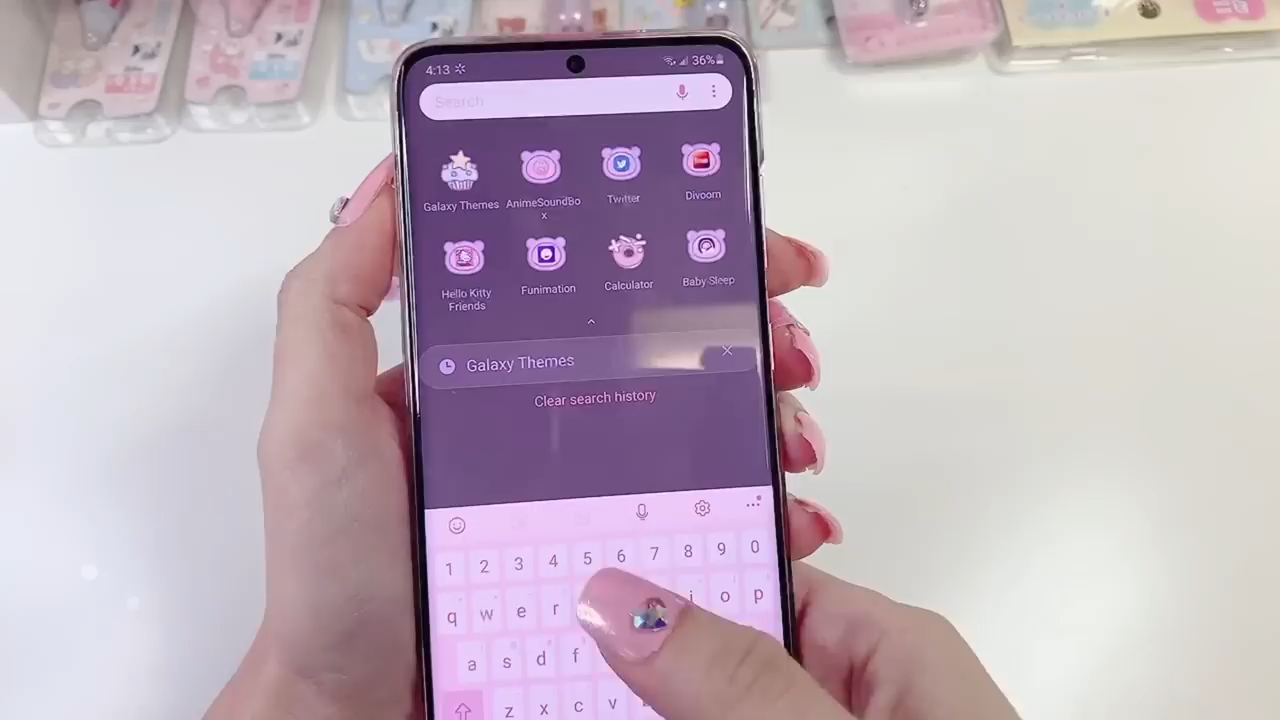 4:13
36%
Search
Galaxy Themes
AnimeSoundBo
x
Twitter
Divoom
Hello Kitty
Friends
Funimation
Calculator
Baby Sleep
Galaxy Themes
Clear search history
1 2 3 4 5 6 7 8 9 0
q w e r i o p
a s d f
z x c v